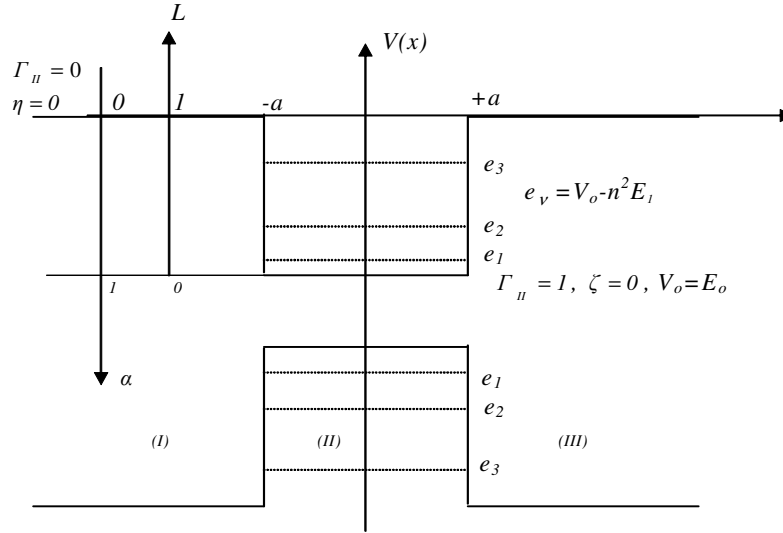 L
V(x)
Γ_II = 0
η=0 0 1 -a +a
e_3
e_ν = V_o-n^2E_1
e_2
e_1
1 0 Γ_II = 1, ζ = 0, V_o=E_o
α e_1
e_2
(I) (II) (III)
e_3